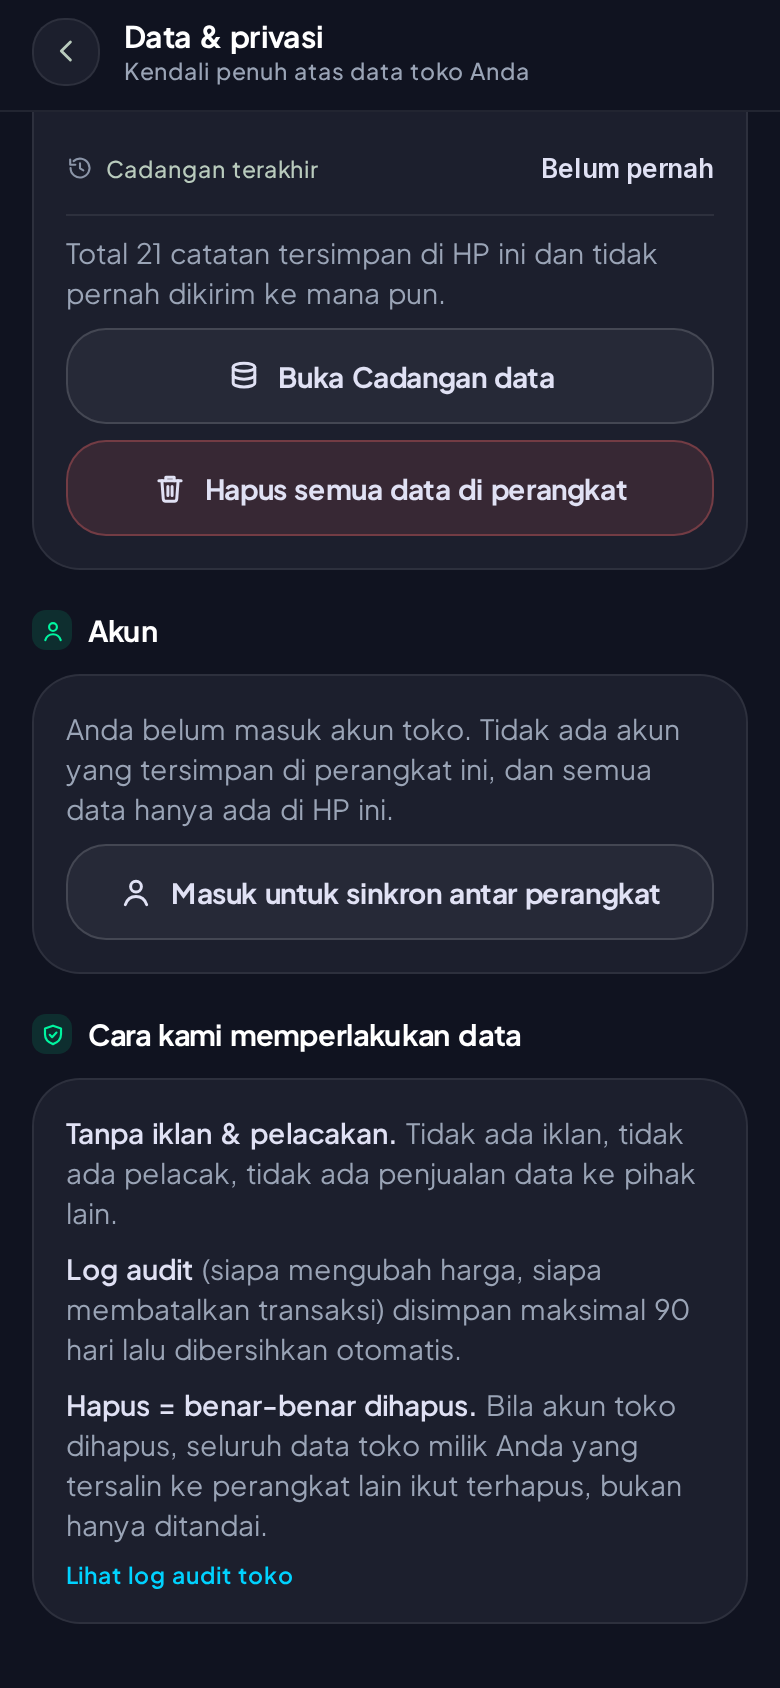 Data & privasi
Kendali penuh atas data toko Anda
Cadangan terakhir
Belum pernah
Total 21 catatan tersimpan di HP ini dan tidak
pernah dikirim ke mana pun.
Buka Cadangan data
Hapus semua data di perangkat
Akun
Anda belum masuk akun toko. Tidak ada akun
yang tersimpan di perangkat ini, dan semua
data hanya ada di HP ini.
Masuk untuk sinkron antar perangkat
Cara kami memperlakukan data
Tanpa iklan & pelacakan. Tidak ada iklan, tidak
ada pelacak, tidak ada penjualan data ke pihak
lain.
Log audit (siapa mengubah harga, siapa
membatalkan transaksi) disimpan maksimal 90
hari lalu dibersihkan otomatis.
Hapus = benar-benar dihapus. Bila akun toko
dihapus, seluruh data toko milik Anda yang
tersalin ke perangkat lain ikut terhapus, bukan
hanya ditandai.
Lihat log audit toko